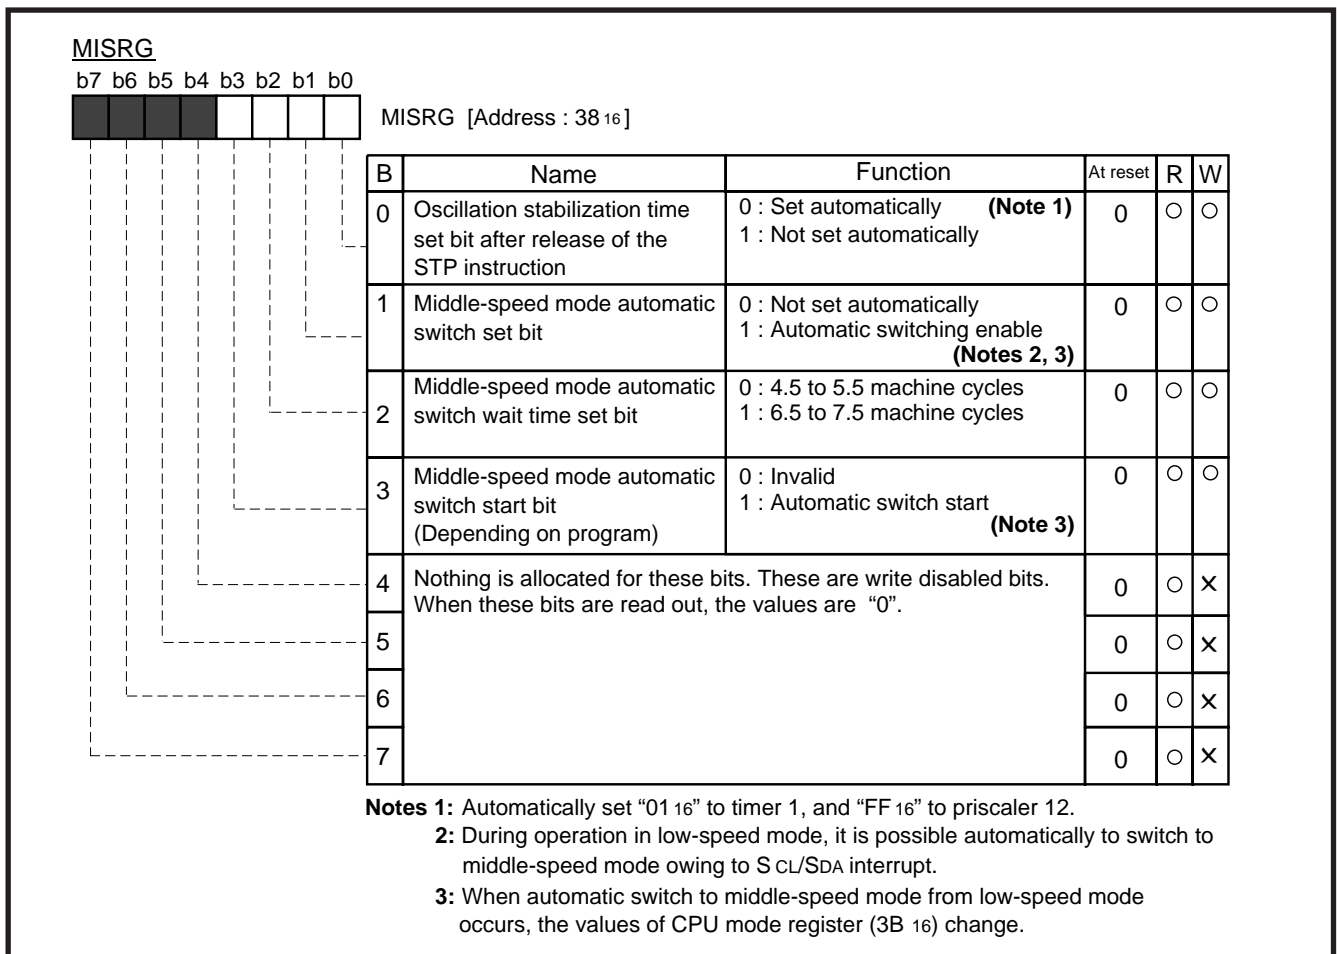 MISRG
b7 b6 b5 b4 b3 b2 b1 b0
MISRG [Address : 38 16]
B Name Function At reset R W
0 Oscillation stabilization time set bit after release of the STP instruction 0 : Set automatically (Note 1) 1 : Not set automatically 0 ○ ○
1 Middle-speed mode automatic switch set bit 0 : Not set automatically 1 : Automatic switching enable (Notes 2, 3) 0 ○ ○
2 Middle-speed mode automatic switch wait time set bit 0 : 4.5 to 5.5 machine cycles 1 : 6.5 to 7.5 machine cycles 0 ○ ○
3 Middle-speed mode automatic switch start bit (Depending on program) 0 : Invalid 1 : Automatic switch start (Note 3) 0 ○ ○
4 Nothing is allocated for these bits. These are write disabled bits. When these bits are read out, the values are “0”. 0 ○ ×
5 0 ○ ×
6 0 ○ ×
7 0 ○ ×
Notes 1: Automatically set “01 16” to timer 1, and “FF 16” to priscaler 12.
2: During operation in low-speed mode, it is possible automatically to switch to
middle-speed mode owing to SCL/SDA interrupt.
3: When automatic switch to middle-speed mode from low-speed mode
occurs, the values of CPU mode register (3B 16) change.